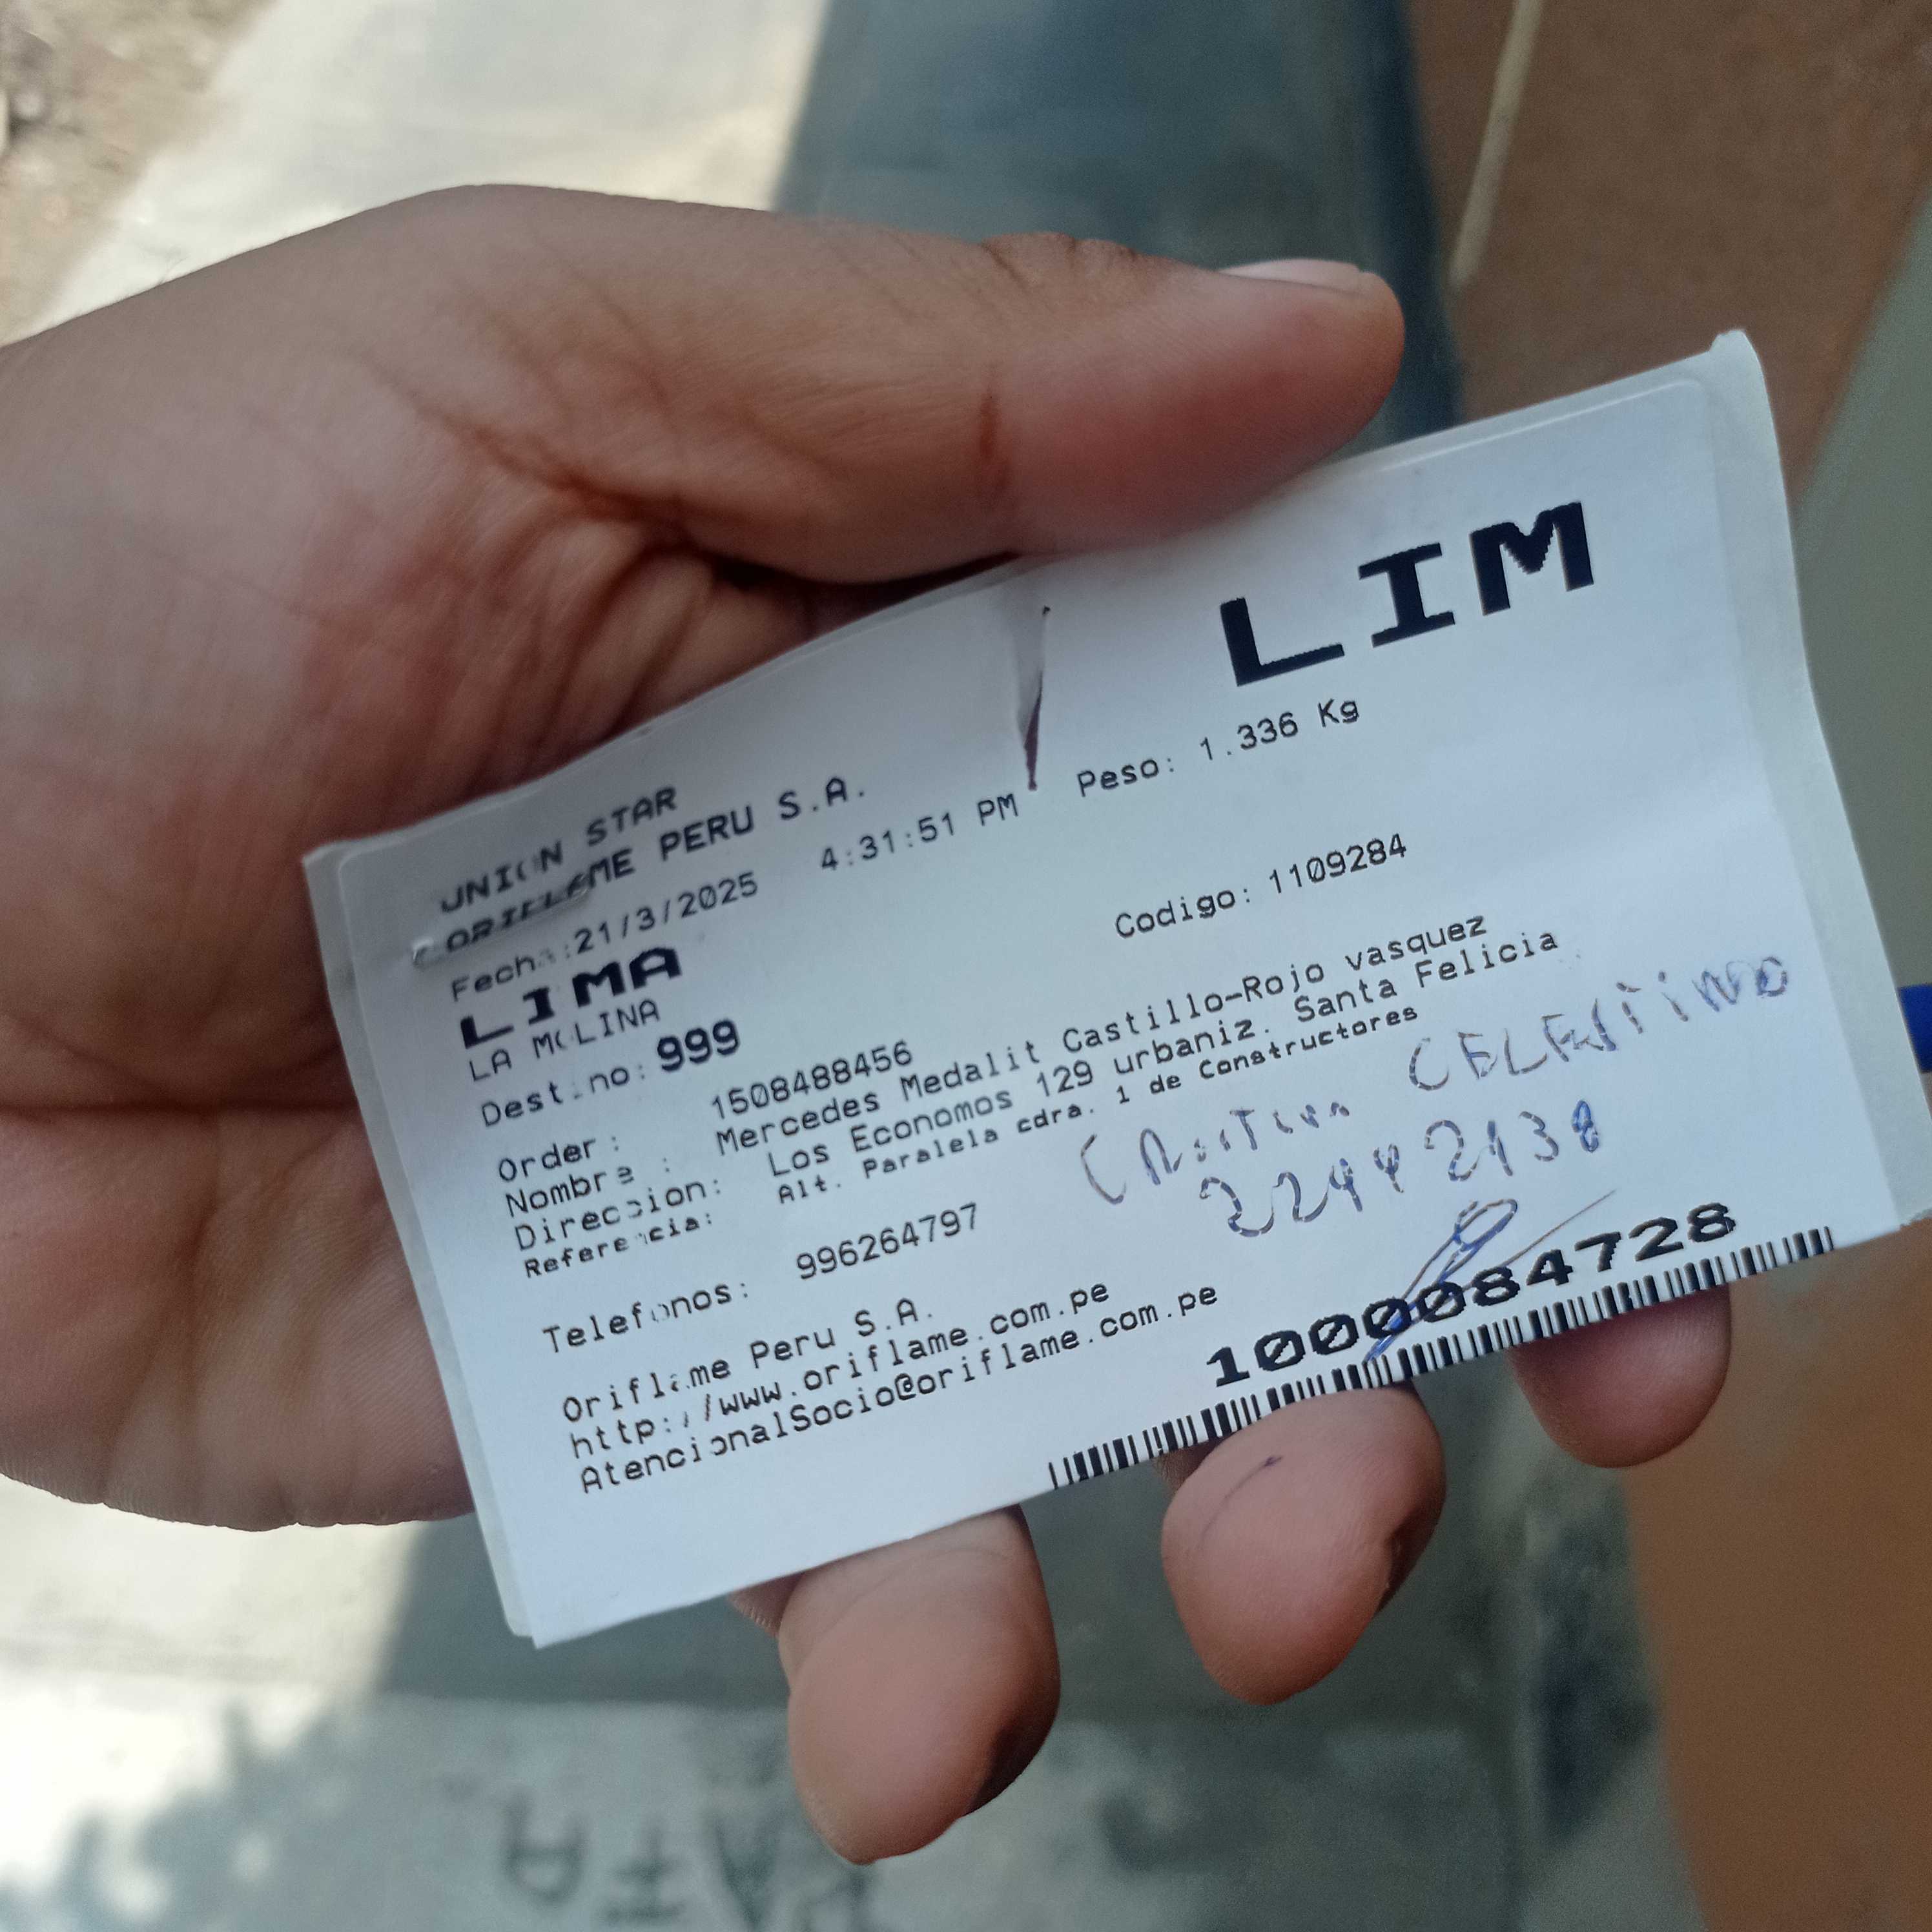 LIM
UNION STAR
ORIFLAME PERU S.A.
Fecha:21/3/2025 4:31:51 PM Peso: 1.336 Kg
LIMA
LA MOLINA
Destino: 999 Codigo: 1109284
Order: 1508488456
Nombre: Mercedes Medalit Castillo-Rojo vasquez
Direccion: Los Economos 129 urbaniz. Santa Felicia
Referencia: Alt. Paralela cdra. 1 de Constructores
CELESTINO
Telefonos: 996264797
Oriflame Peru S.A.
http://www.oriflame.com.pe
AtencionalSocio@oriflame.com.pe
1000084728